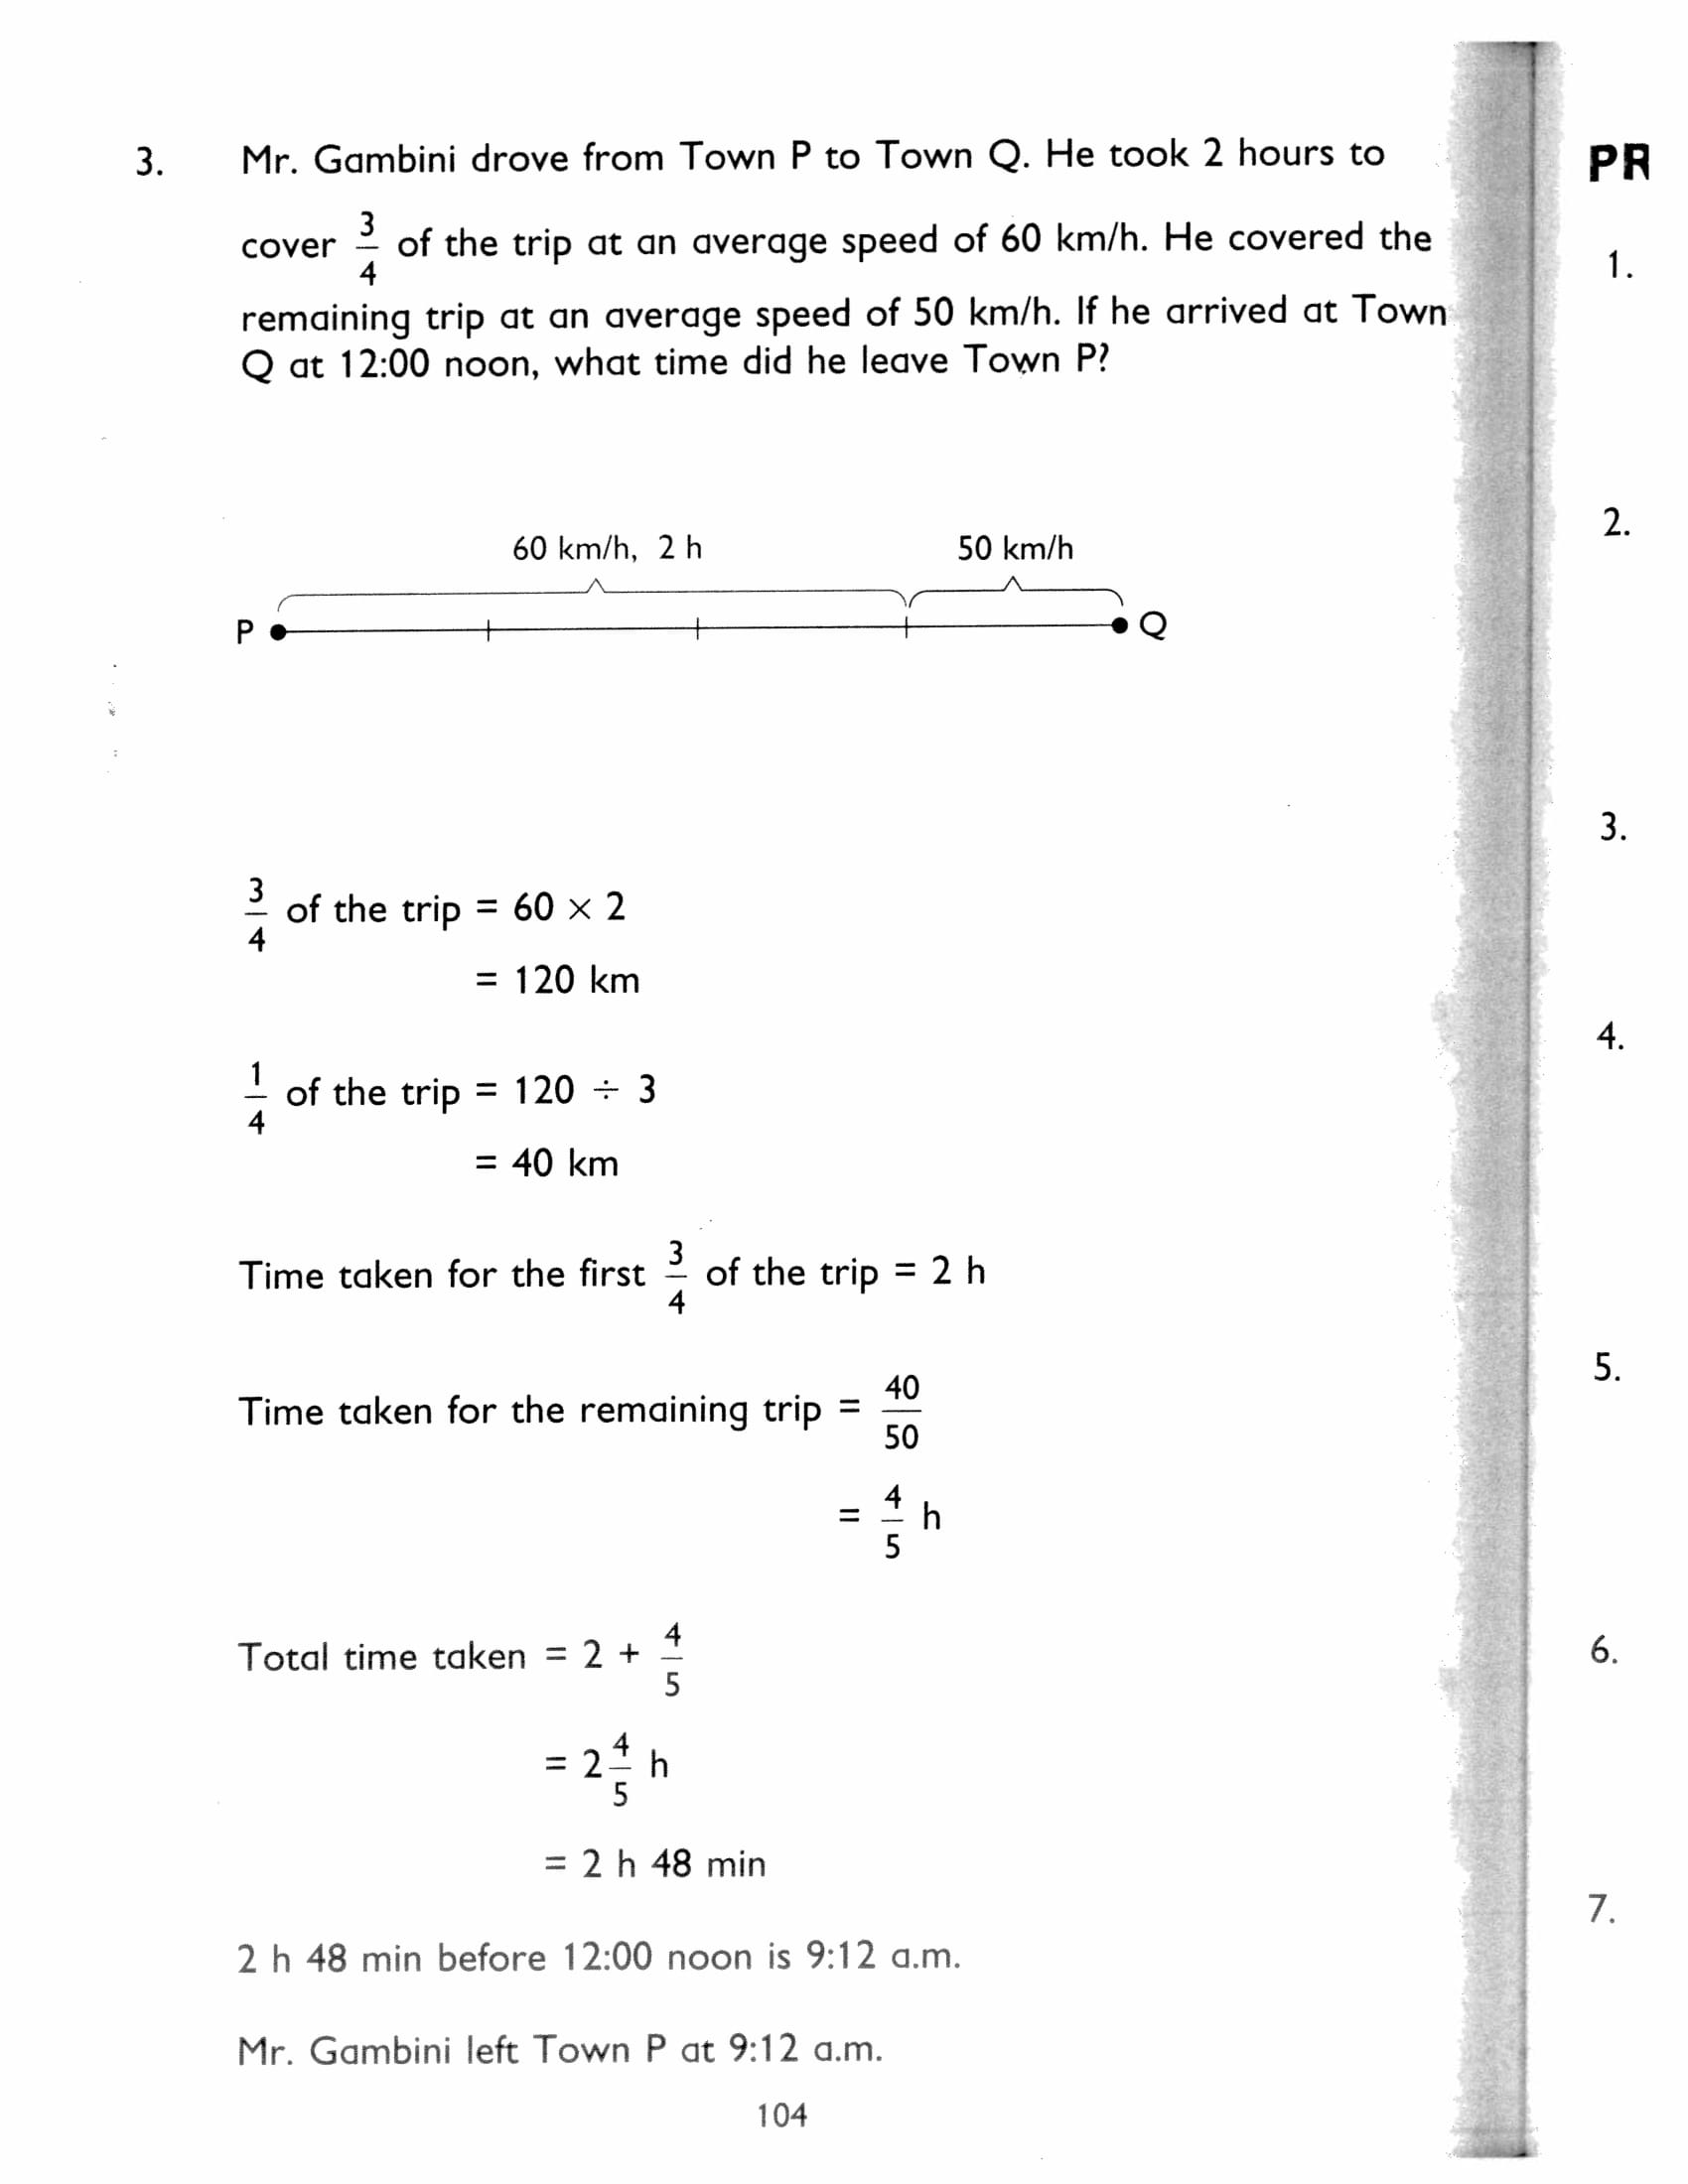 3. Mr. Gambini drove from Town P to Town Q. He took 2 hours to
cover 3/4 of the trip at an average speed of 60 km/h. He covered the
remaining trip at an average speed of 50 km/h. If he arrived at Town
Q at 12:00 noon, what time did he leave Town P?
60 km/h, 2 h 50 km/h
P Q
3/4 of the trip = 60 × 2
= 120 km
1/4 of the trip = 120 ÷ 3
= 40 km
Time taken for the first 3/4 of the trip = 2 h
Time taken for the remaining trip = 40/50
= 4/5 h
Total time taken = 2 + 4/5
= 2 4/5 h
= 2 h 48 min
2 h 48 min before 12:00 noon is 9:12 a.m.
Mr. Gambini left Town P at 9:12 a.m.
104
PR
1.
2.
3.
4.
5.
6.
7.